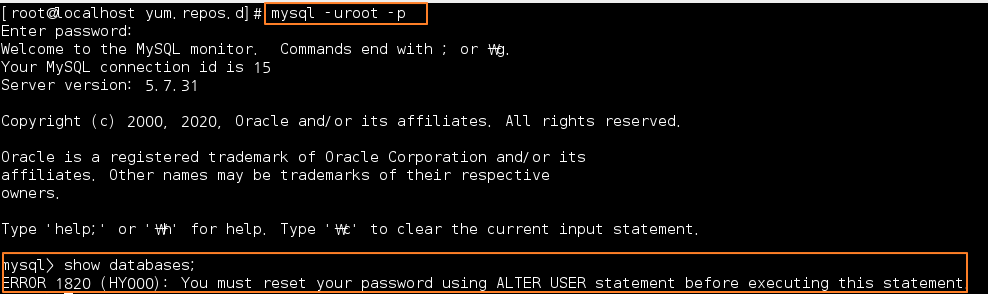 [root@localhost yum.repos.d]# mysql -uroot -p
Enter password:
Welcome to the MySQL monitor.  Commands end with ; or ₩g.
Your MySQL connection id is 15
Server version: 5.7.31
Copyright (c) 2000, 2020, Oracle and/or its affiliates. All rights reserved.
Oracle is a registered trademark of Oracle Corporation and/or its
affiliates. Other names may be trademarks of their respective
owners.
Type 'help;' or '₩h' for help. Type '₩c' to clear the current input statement.
mysql> show databases;
ERROR 1820 (HY000): You must reset your password using ALTER USER statement before executing this statement